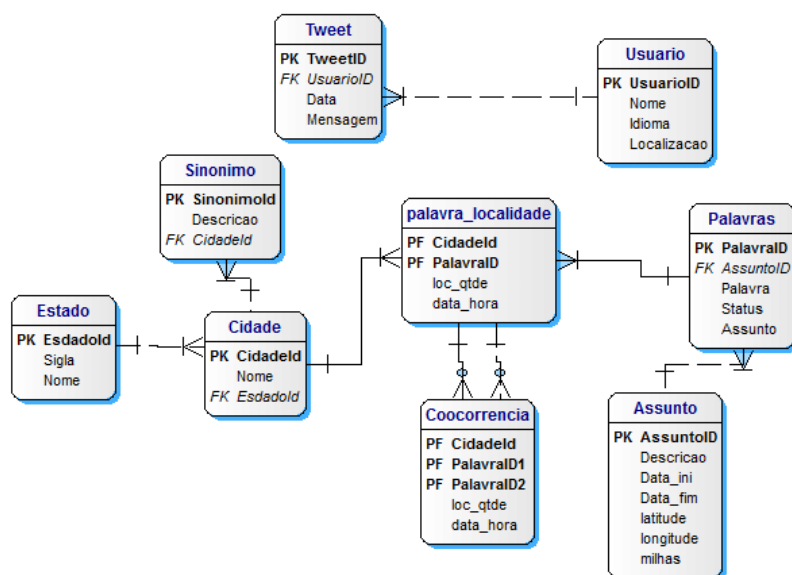 Tweet
PK TweetID
FK UsuarioID
Data
Mensagem
Usuario
PK UsuarioID
Nome
Idioma
Localizacao
Sinonimo
PK SinonimoId
Descricao
FK CidadeId
palavra_localidade
PF CidadeId
PF PalavraID
loc_qtde
data_hora
Palavras
PK PalavraID
FK AssuntoID
Palavra
Status
Assunto
Estado
PK EsdadoId
Sigla
Nome
Cidade
PK CidadeId
Nome
FK EsdadoId
Coocorrencia
PF CidadeId
PF PalavraID1
PF PalavraID2
loc_qtde
data_hora
Assunto
PK AssuntoID
Descricao
Data_ini
Data_fim
latitude
longitude
milhas